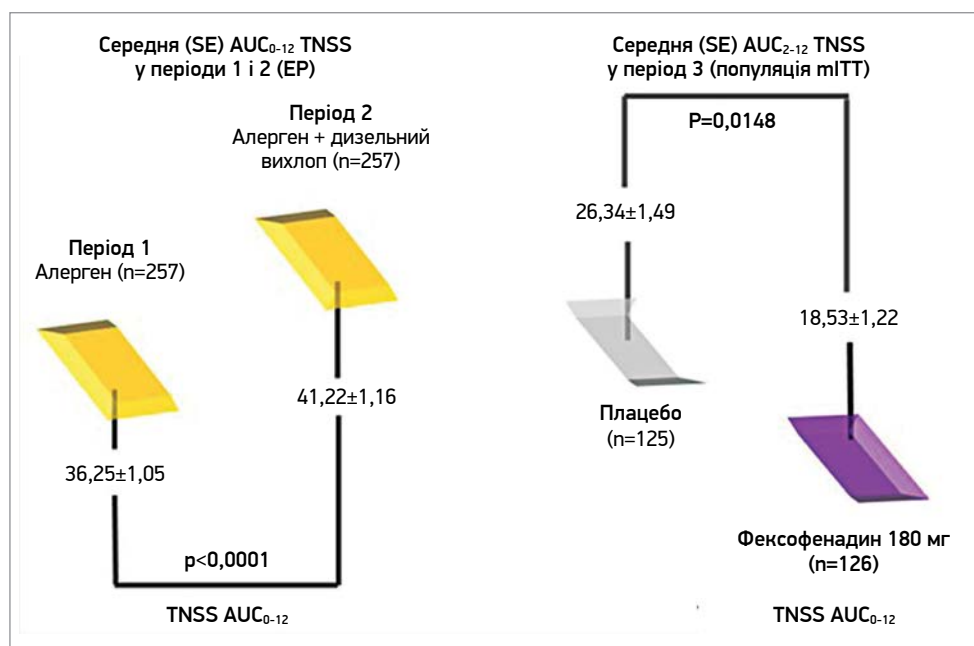 Середня (SE) AUC₀₋₁₂ TNSS
у періоди 1 і 2 (EP)
Період 2
Алерген + дизельний
вихлоп (n=257)
Період 1
Алерген (n=257)
41,22±1,16
36,25±1,05
p<0,0001
TNSS AUC₀₋₁₂
Середня (SE) AUC₂₋₁₂ TNSS
у період 3 (популяція mITT)
P=0,0148
26,34±1,49
18,53±1,22
Плацебо
(n=125)
Фексофенадин 180 мг
(n=126)
TNSS AUC₀₋₁₂